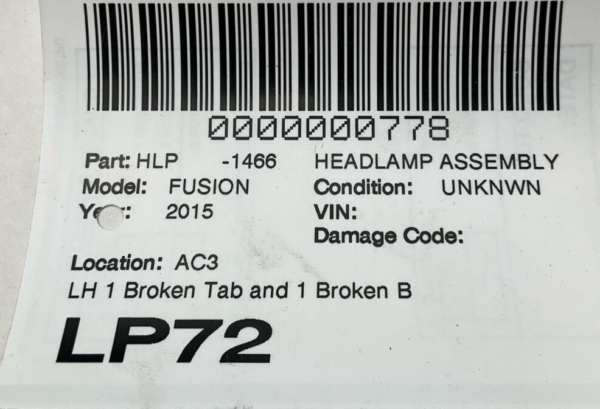 0000000778
Part: HLP -1466 HEADLAMP ASSEMBLY
Model: FUSION Condition: UNKNWN
Year: 2015 VIN:
Damage Code:
Location: AC3
LH 1 Broken Tab and 1 Broken B
LP72